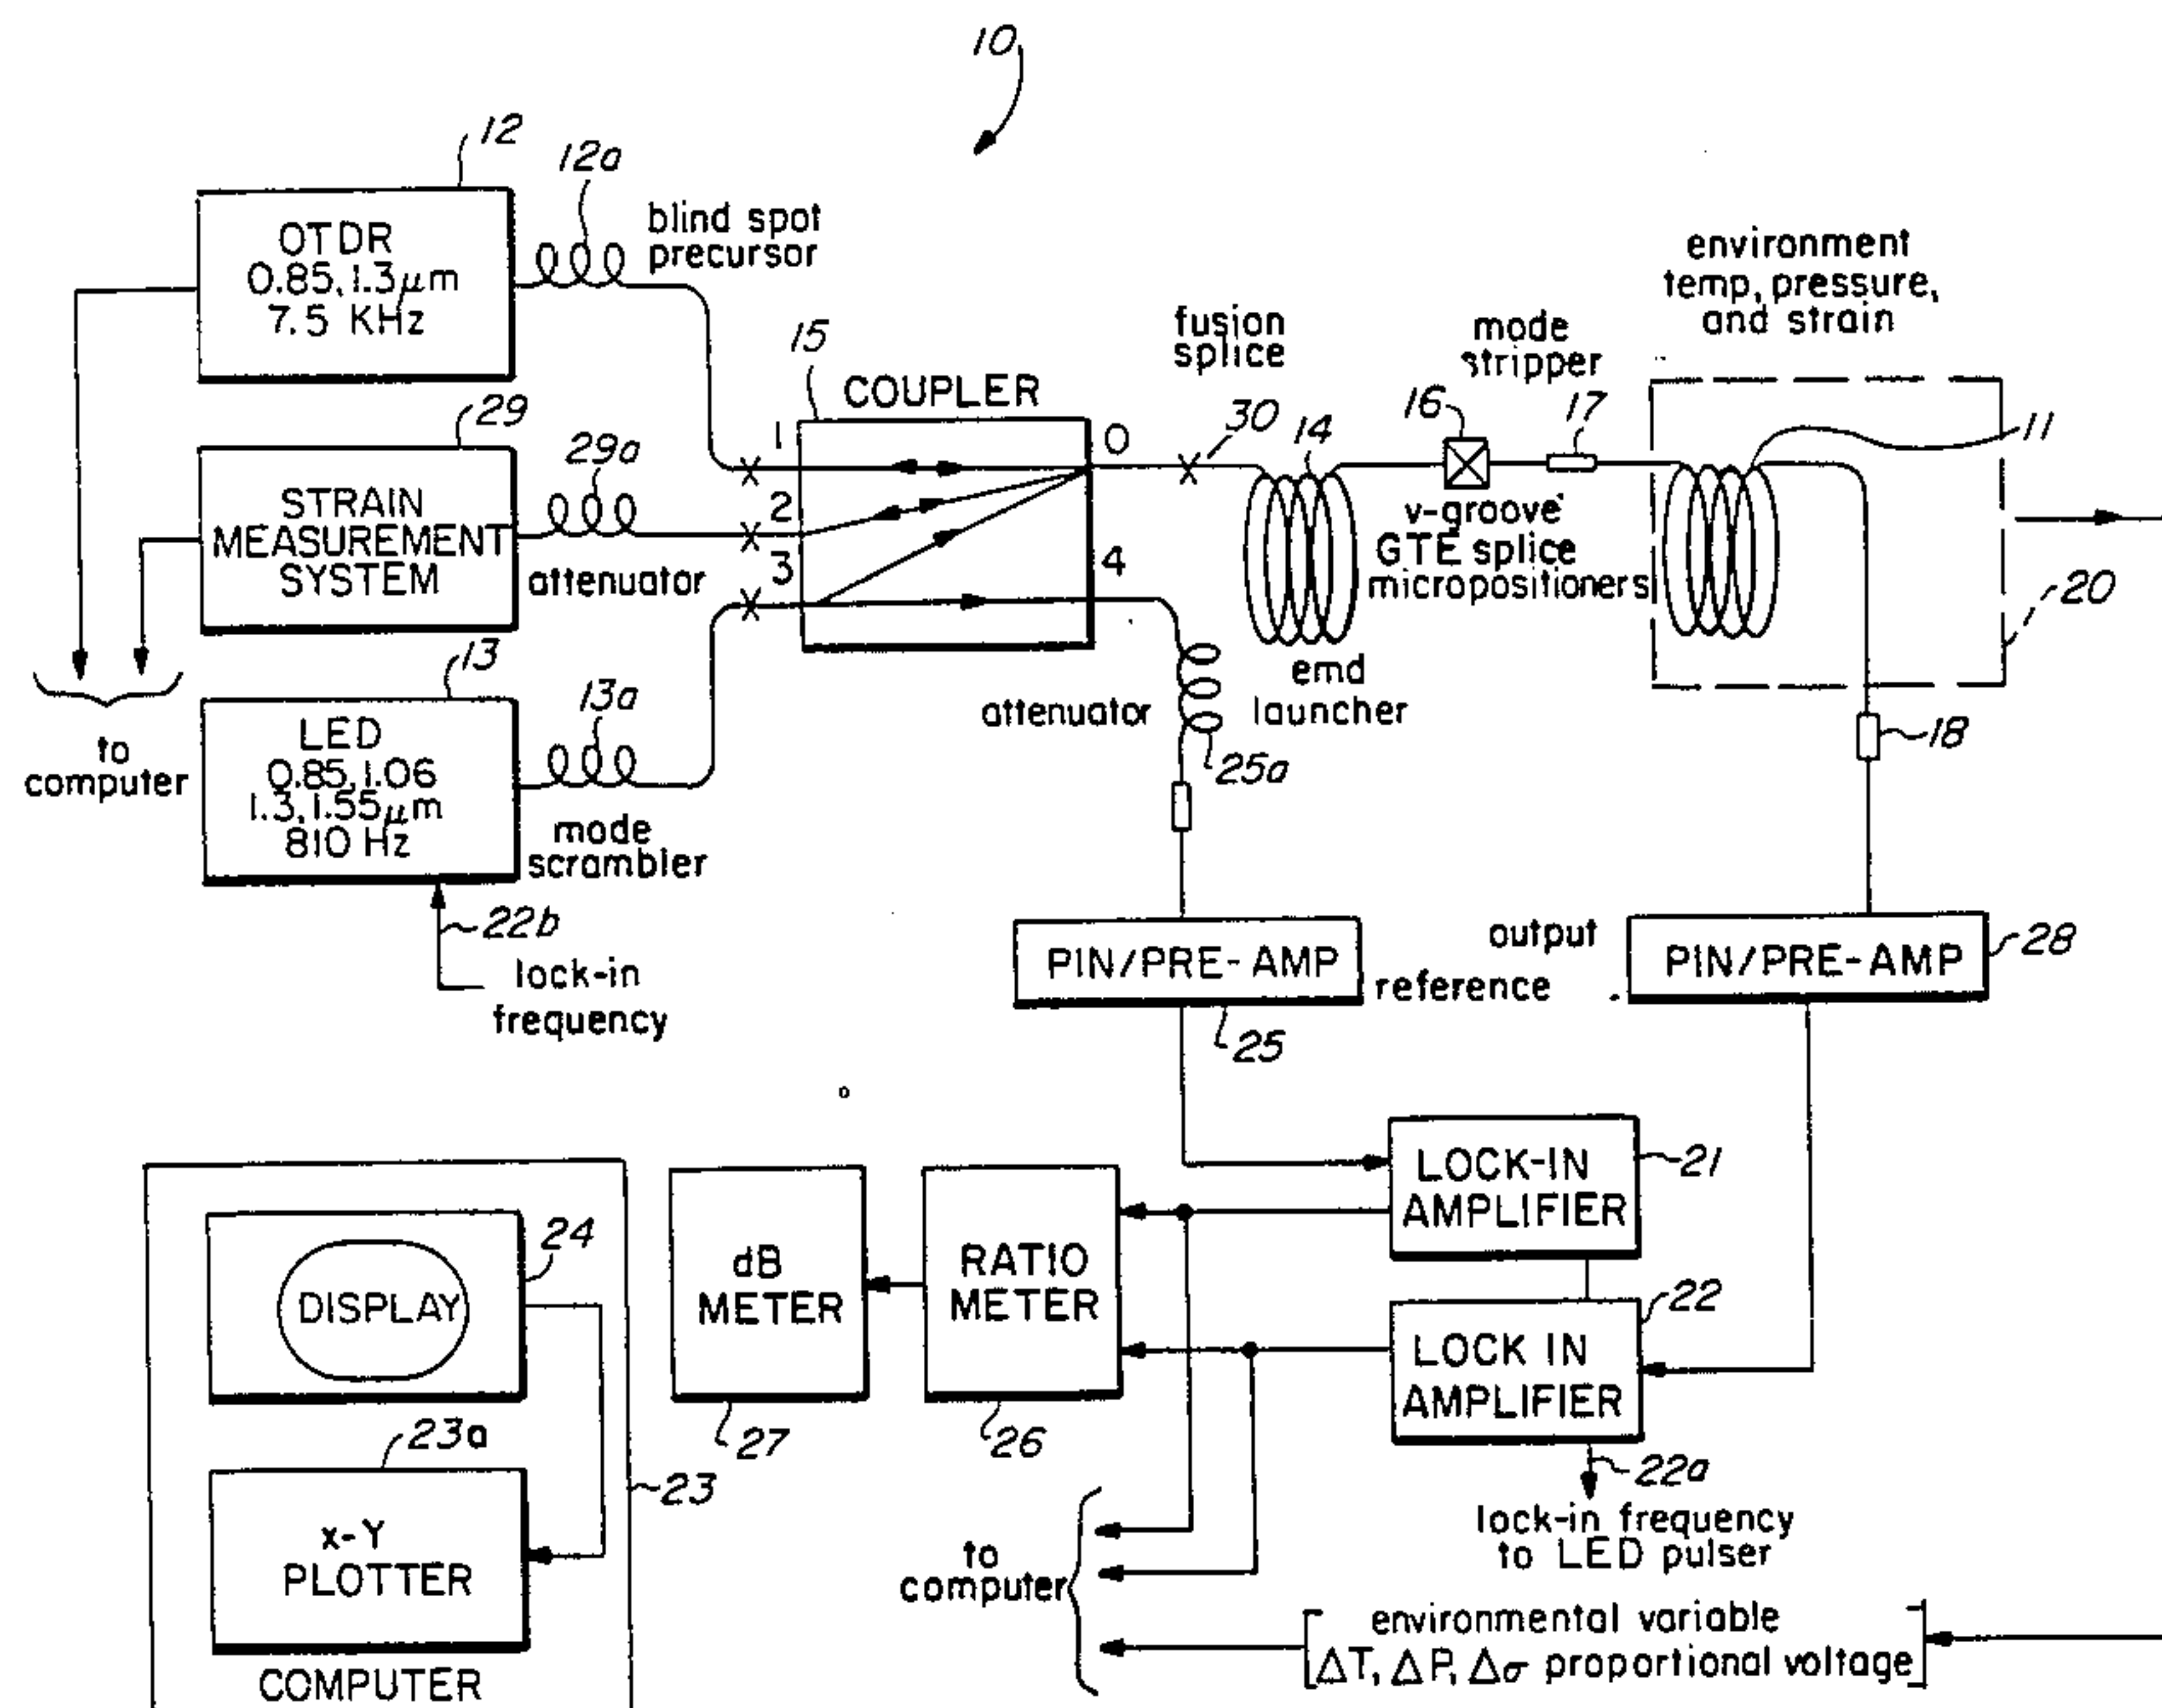 10
12
OTDR
0.85, 1.3 μm
7.5 KHz
12a
blind spot
precursor
29
STRAIN
MEASUREMENT
SYSTEM
29a
attenuator
13
LED
0.85, 1.06
1.3, 1.55 μm
810 Hz
13a
mode
scrambler
to
computer
22b
lock-in
frequency
15
COUPLER
1
2
3
0
4
fusion
splice
30
14
emd
launcher
attenuator
25a
16
mode
stripper
17
v-groove
GTE splice
micropositioners
environment
temp, pressure,
and strain
11
20
18
PIN/PRE-AMP
25
reference
output
PIN/PRE-AMP
28
LOCK-IN
AMPLIFIER
21
LOCK IN
AMPLIFIER
22
22a
lock-in frequency
to LED pulser
RATIO
METER
26
dB
METER
27
24
DISPLAY
23a
x-Y
PLOTTER
23
COMPUTER
to
computer
environmental variable
ΔT, ΔP, Δσ proportional voltage